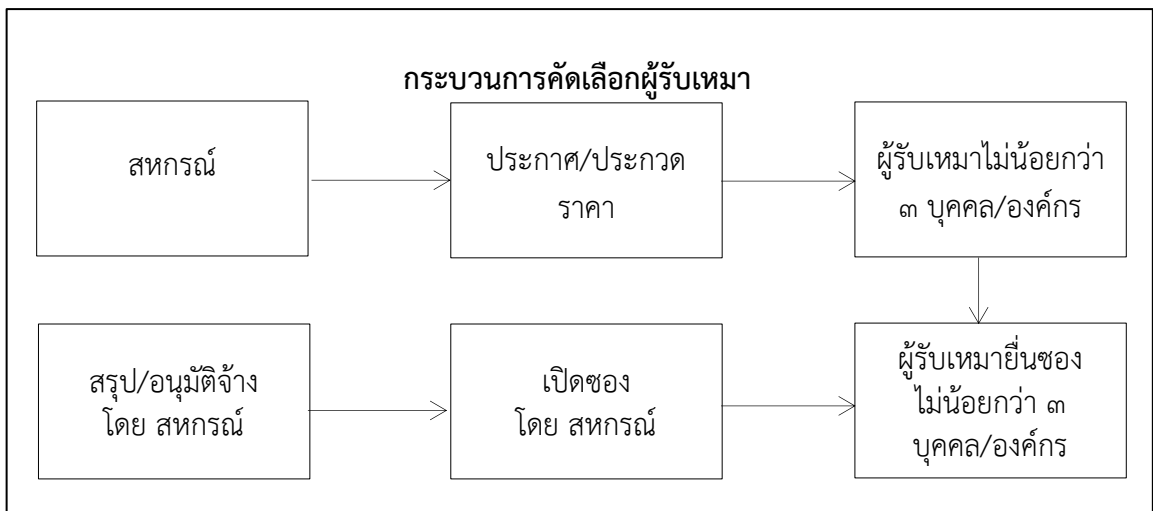 กระบวนการคัดเลือกผู้รับเหมา
สหกรณ์
ประกาศ/ประกวด
ราคา
ผู้รับเหมาไม่น้อยกว่า
๓ บุคคล/องค์กร
สรุป/อนุมัติจ้าง
โดย สหกรณ์
เปิดซอง
โดย สหกรณ์
ผู้รับเหมายื่นซอง
ไม่น้อยกว่า ๓
บุคคล/องค์กร